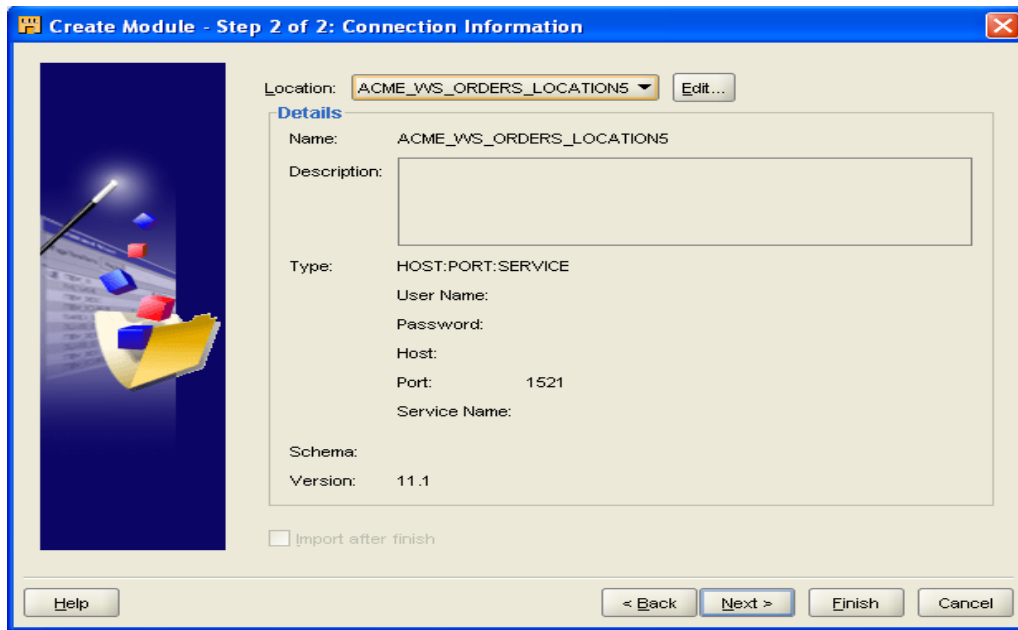 Create Module - Step 2 of 2: Connection Information
Location: ACME_WS_ORDERS_LOCATION5 Edit...
Details
Name: ACME_WS_ORDERS_LOCATION5
Description:
Type: HOST:PORT:SERVICE
User Name:
Password:
Host:
Port: 1521
Service Name:
Schema:
Version: 11.1
Import after finish
Help < Back Next > Finish Cancel